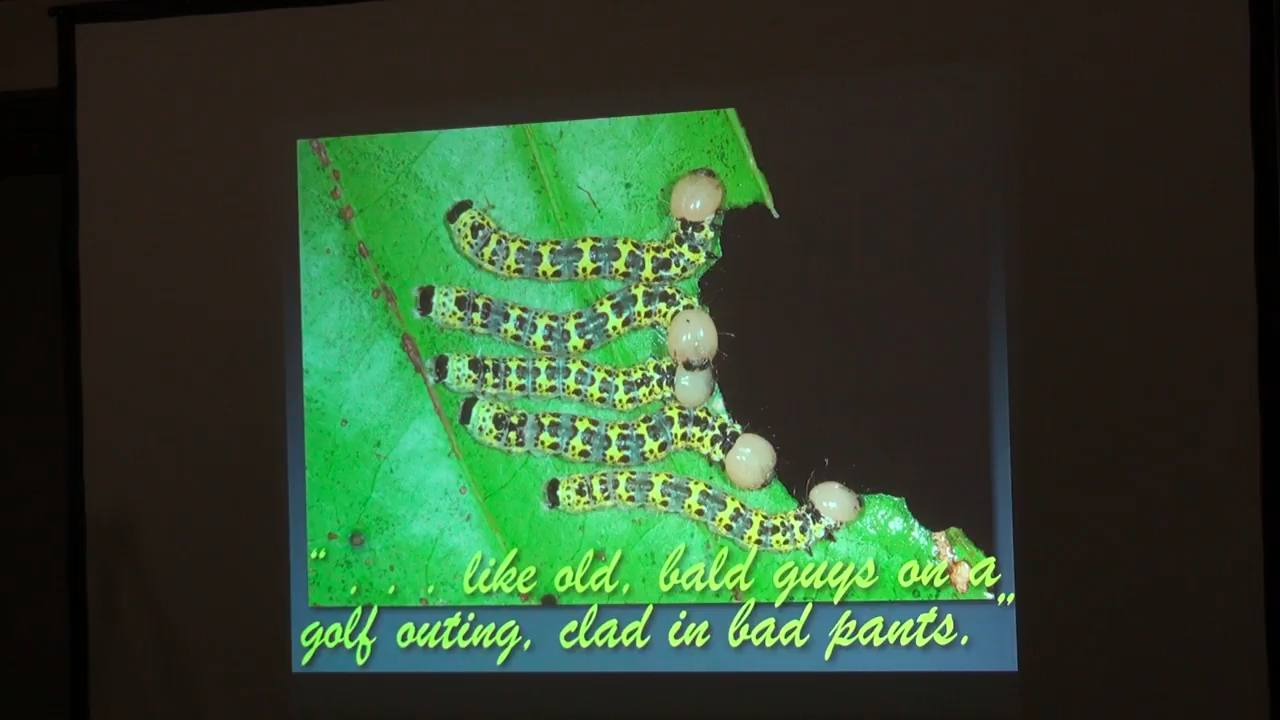 “. . . like old, bald guys on a
golf outing, clad in bad pants.”